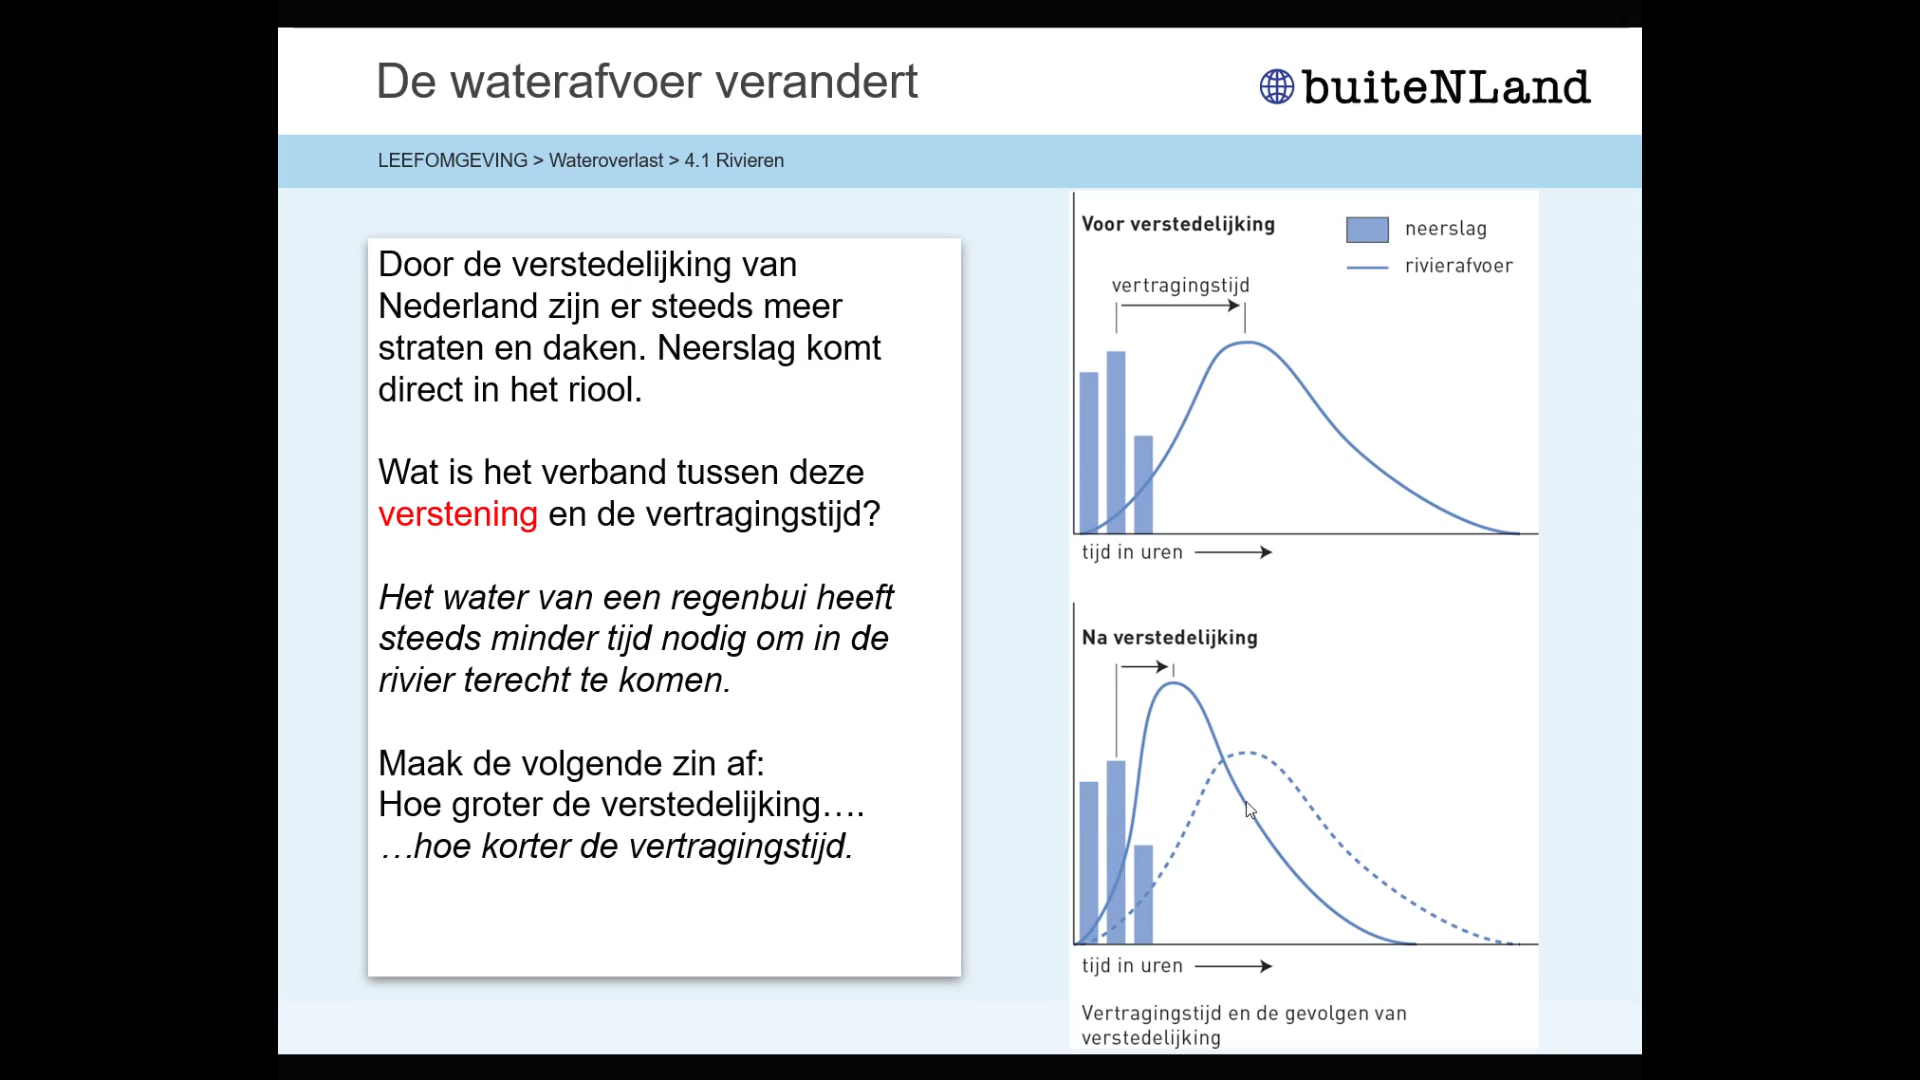 De waterafvoer verandert
buiteNLand
LEEFOMGEVING > Wateroverlast > 4.1 Rivieren
Door de verstedelijking van
Nederland zijn er steeds meer
straten en daken. Neerslag komt
direct in het riool.
Wat is het verband tussen deze
verstening en de vertragingstijd?
Het water van een regenbui heeft
steeds minder tijd nodig om in de
rivier terecht te komen.
Maak de volgende zin af:
Hoe groter de verstedelijking….
…hoe korter de vertragingstijd.
Voor verstedelijking
neerslag
rivierafvoer
vertragingstijd
tijd in uren
Na verstedelijking
tijd in uren
Vertragingstijd en de gevolgen van
verstedelijking